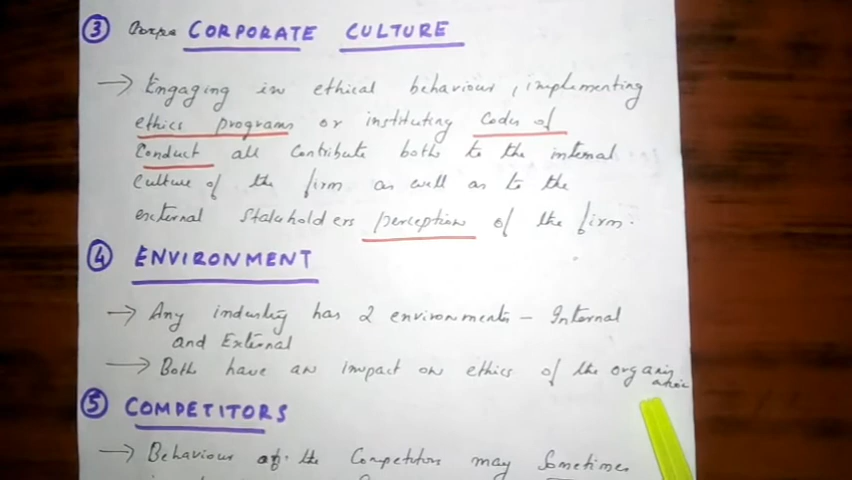 ③ Corpo CORPORATE CULTURE
→ Engaging in ethical behaviour, implementing
ethics programs or instituting Codes of
Conduct all contribute both to the internal
culture of the firm as well as to the
external stakeholders perception of the firm.
④ ENVIRONMENT
→ Any industry has 2 environments - Internal
and External
→ Both have an impact on ethics of the organisation
⑤ COMPETITORS
→ Behaviour of the Competitors may Sometimes